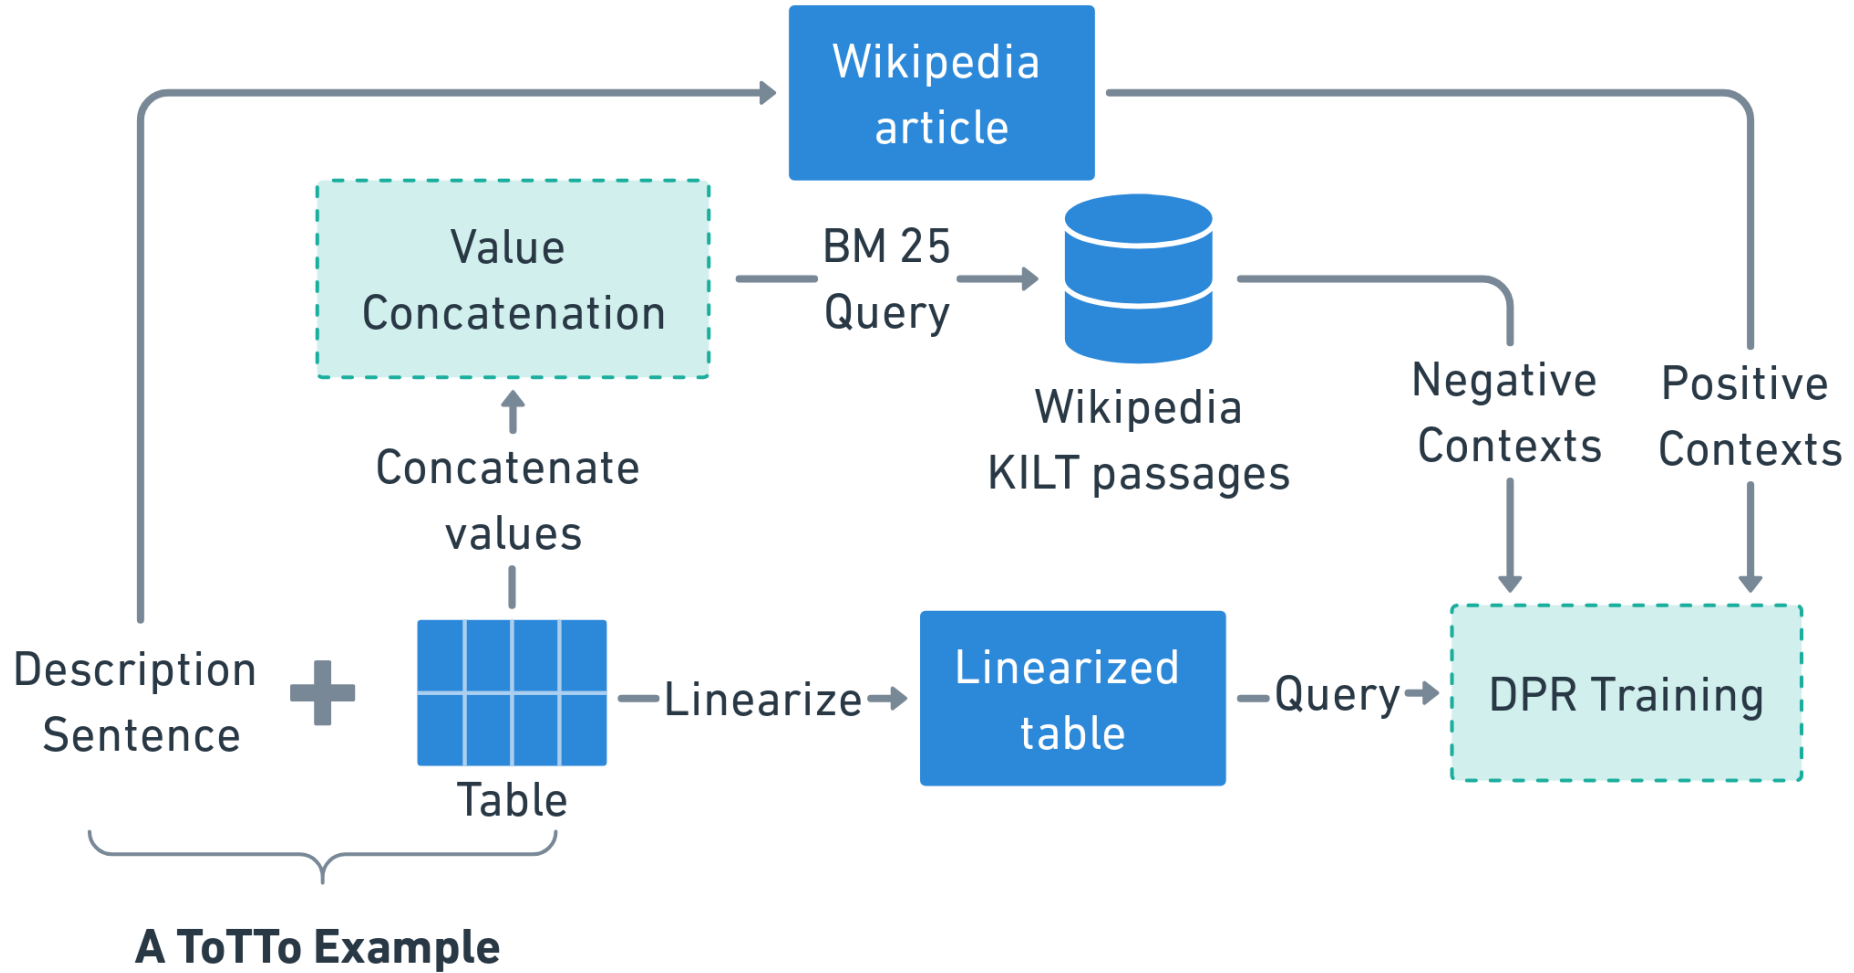 Wikipedia
article
Value
Concatenation
BM 25
Query
Wikipedia
KILT passages
Negative
Contexts
Positive
Contexts
Concatenate
values
Description
Sentence
Table
Linearize
Linearized
table
Query
DPR Training
A ToTTo Example